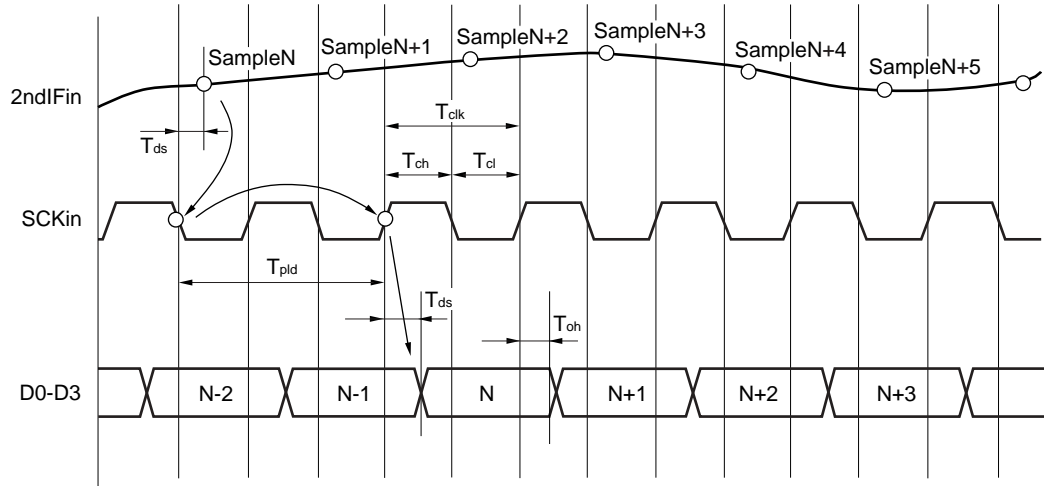 SampleN
SampleN+1
SampleN+2
SampleN+3
SampleN+4
SampleN+5
2ndIFin
Tds
Tclk
Tch
Tcl
SCKin
Tpld
Tds
Toh
D0-D3
N-2
N-1
N
N+1
N+2
N+3